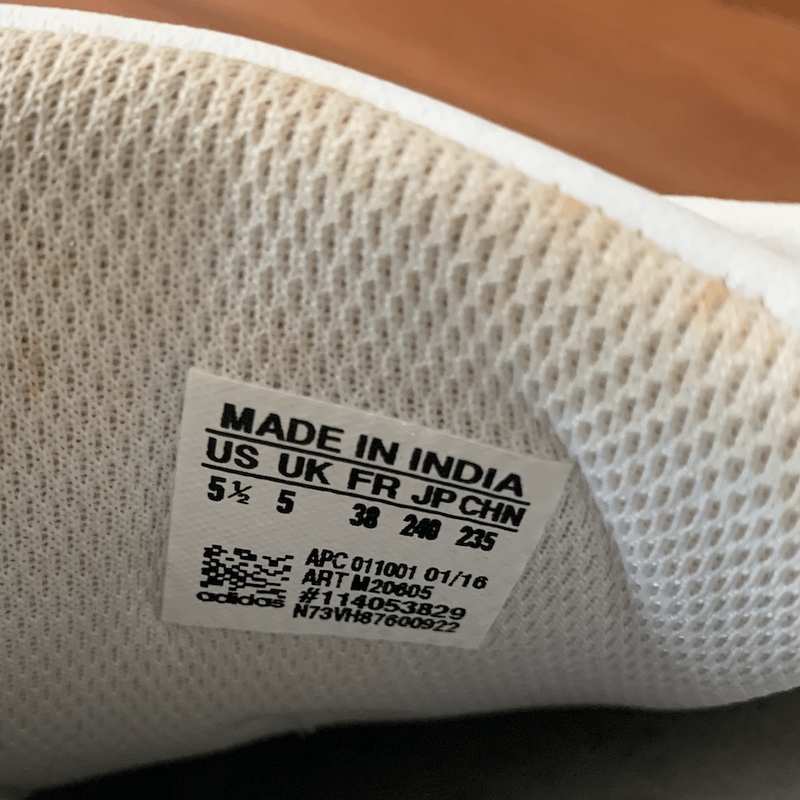 MADE IN INDIA
US UK FR JP CHN
5½ 5 38 240 235
APC 011001 01/16
ART M20605
#114053829
adidas
N73VH87600922